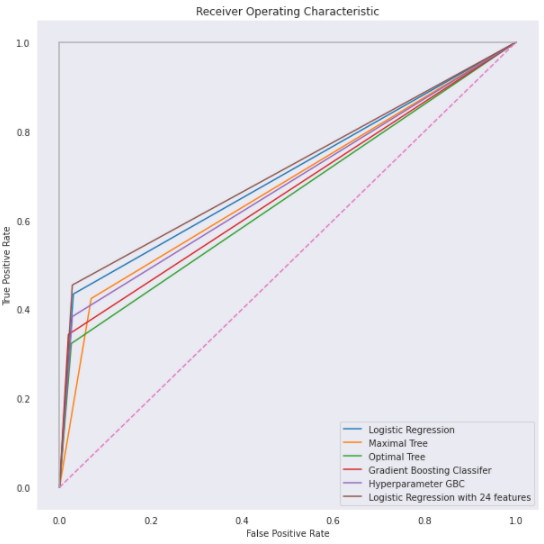 Receiver Operating Characteristic
1.0
0.8
0.6
0.4
0.2
0.0
True Positive Rate
0.0 0.2 0.4 0.6 0.8 1.0
False Positive Rate
Logistic Regression
Maximal Tree
Optimal Tree
Gradient Boosting Classifer
Hyperparameter GBC
Logistic Regression with 24 features